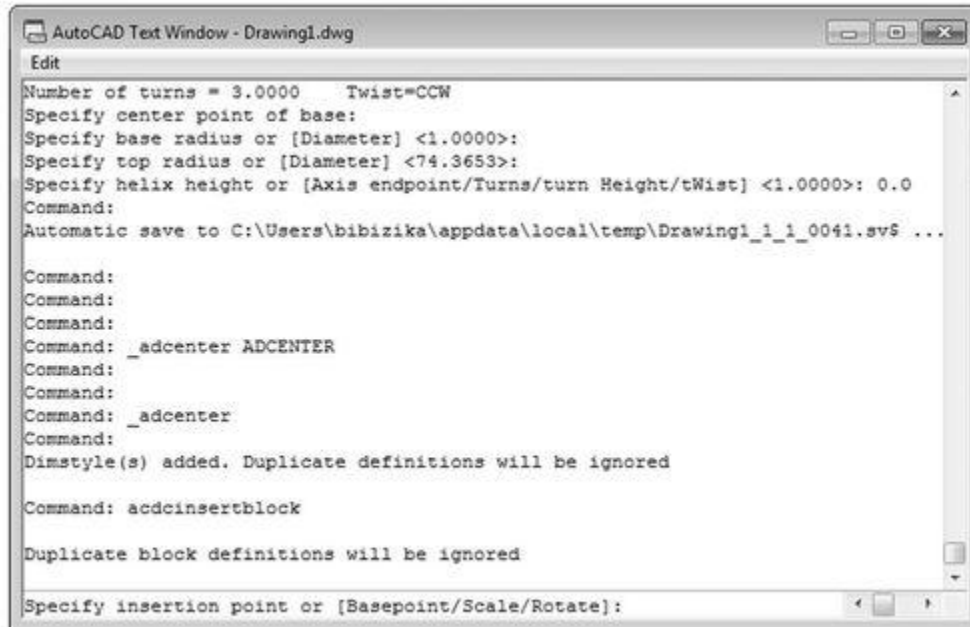 AutoCAD Text Window - Drawing1.dwg
Edit
Number of turns = 3.0000    Twist=CCW
Specify center point of base:
Specify base radius or [Diameter] <1.0000>:
Specify top radius or [Diameter] <74.3653>:
Specify helix height or [Axis endpoint/Turns/turn Height/tWist] <1.0000>: 0.0
Command:
Automatic save to C:\Users\bibizika\appdata\local\temp\Drawing1_1_1_0041.sv$ ...
Command:
Command:
Command:
Command: _adcenter ADCENTER
Command:
Command:
Command: _adcenter
Command:
Dimstyle(s) added. Duplicate definitions will be ignored
Command: acdcinsertblock
Duplicate block definitions will be ignored
Specify insertion point or [Basepoint/Scale/Rotate]: